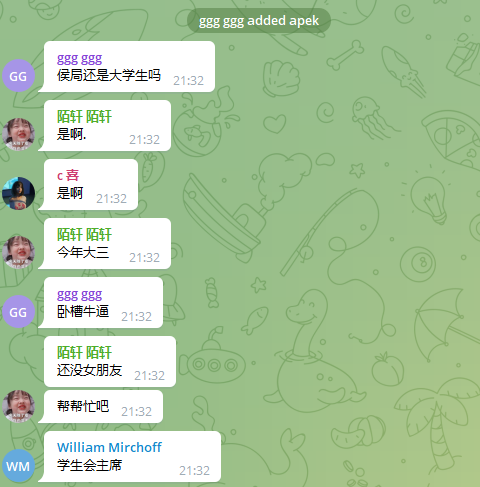 ggg ggg added apek
ggg ggg
侯局还是大学生吗 21:32
GG
陌轩 陌轩
是啊. 21:32
c 喜
是啊 21:32
陌轩 陌轩
今年大三 21:32
ggg ggg
卧槽牛逼 21:32
GG
陌轩 陌轩
还没女朋友 21:32
帮帮忙吧 21:32
William Mirchoff
学生会主席 21:32
WM